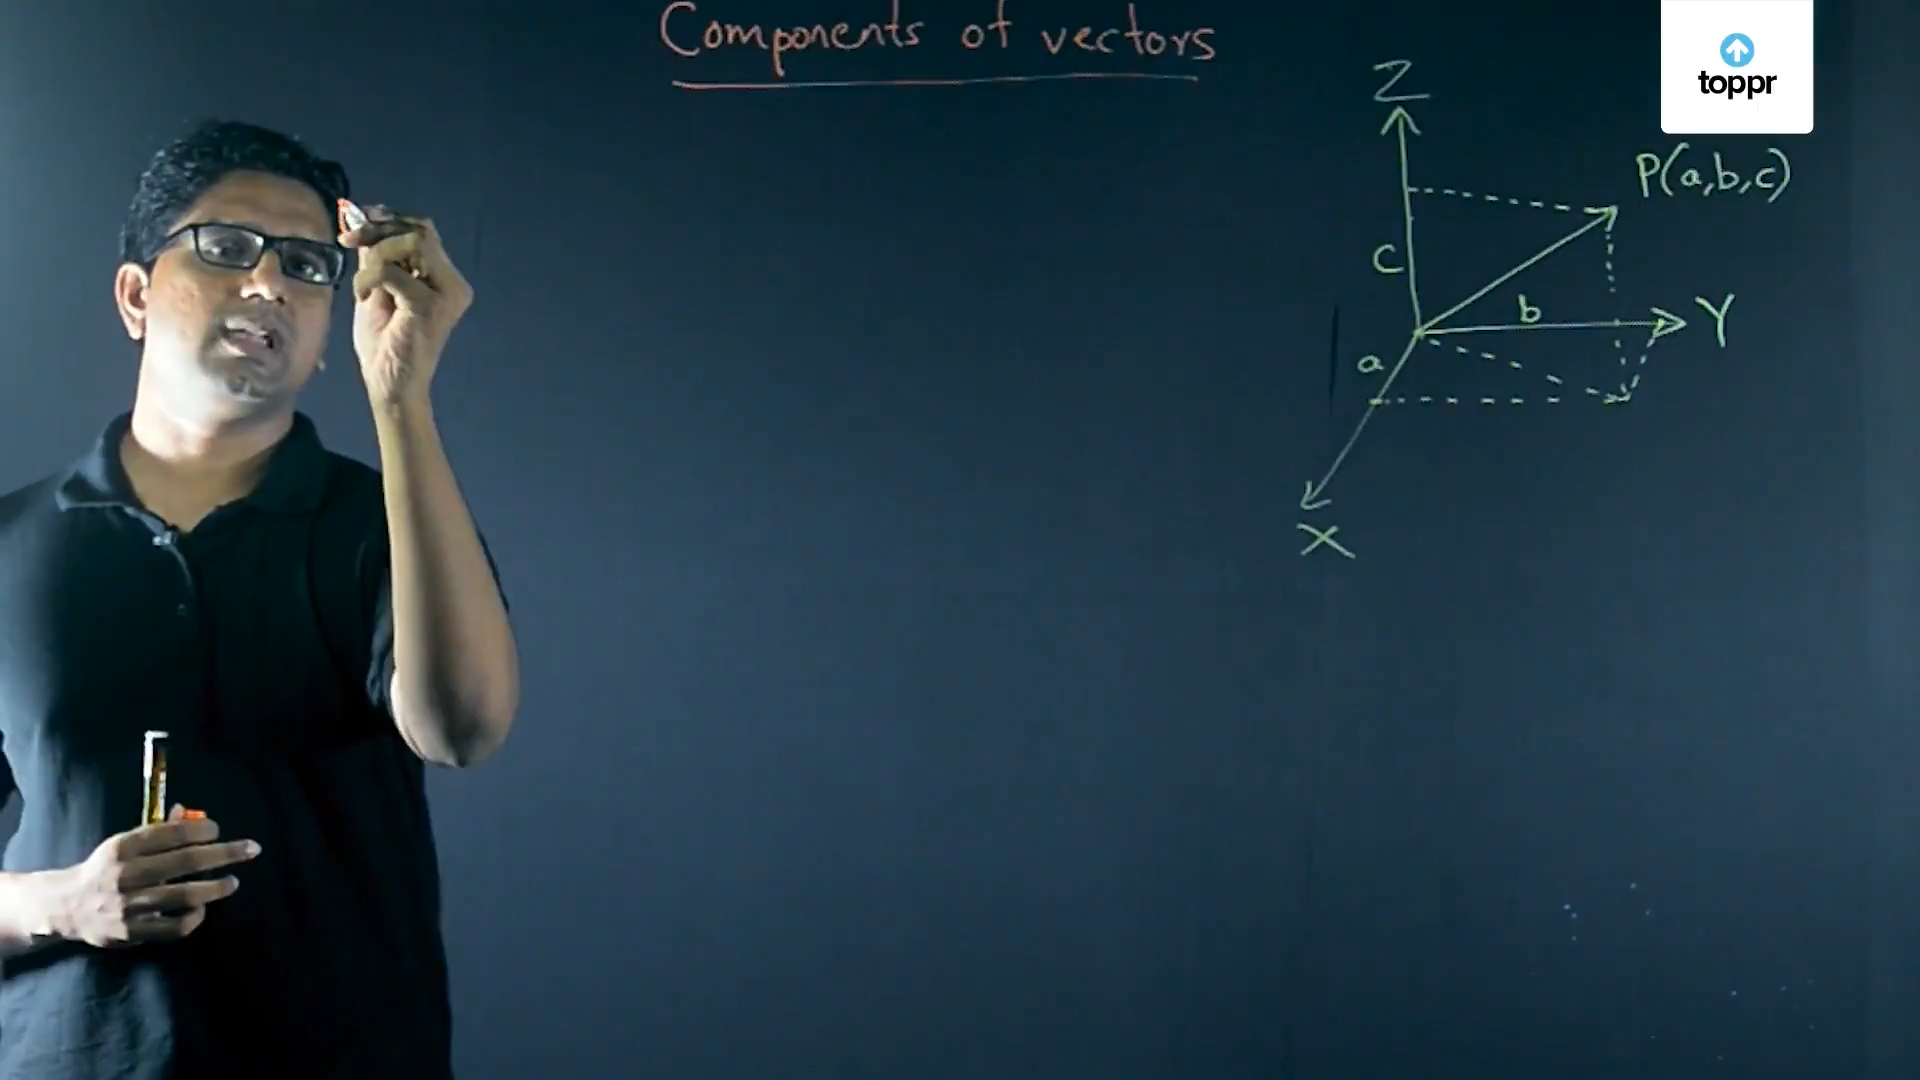 Components of vectors
toppr
Z
P(a,b,c)
c
b
Y
a
X